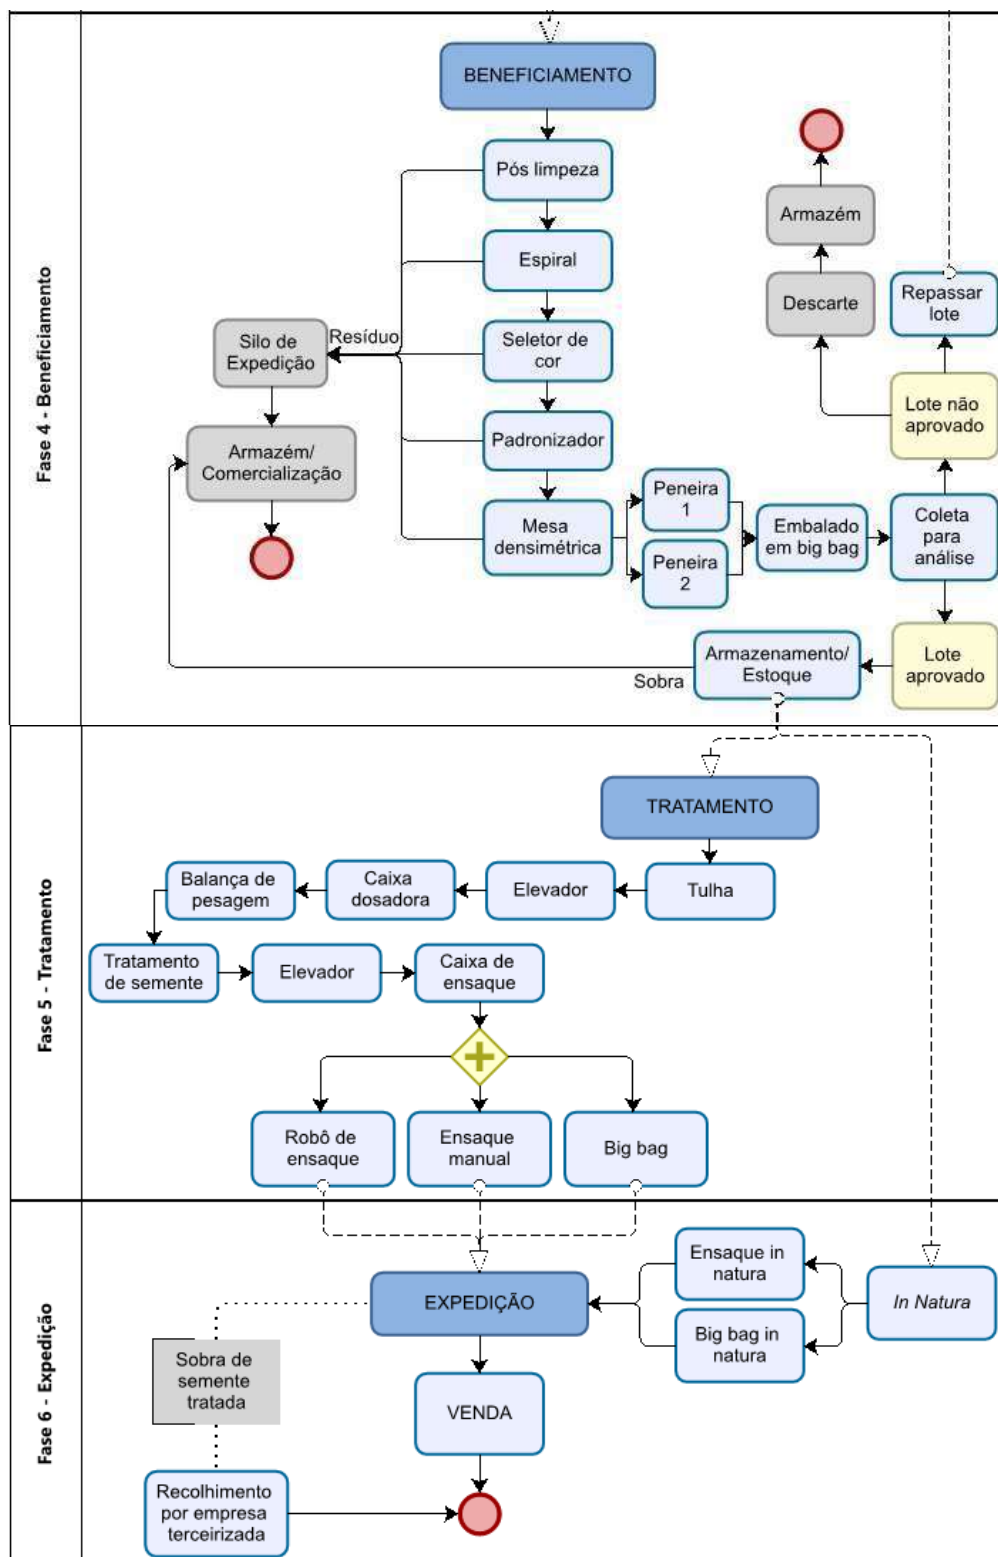 Fase 4 - Beneficiamento
BENEFICIAMENTO
Pós limpeza
Armazém
Espiral
Descarte
Repassar
lote
Silo de
Expedição
Resíduo
Seletor de
cor
Lote não
aprovado
Armazém/
Comercialização
Padronizador
Mesa
densimétrica
Peneira
1
Peneira
2
Embalado
em big bag
Coleta
para
análise
Armazenamento/
Estoque
Sobra
Lote
aprovado
Fase 5 - Tratamento
TRATAMENTO
Balança de
pesagem
Caixa
dosadora
Elevador
Tulha
Tratamento
de semente
Elevador
Caixa de
ensaque
Robô de
ensaque
Ensaque
manual
Big bag
Fase 6 - Expedição
EXPEDIÇÃO
Ensaque in
natura
Big bag in
natura
In Natura
Sobra de
semente
tratada
VENDA
Recolhimento
por empresa
terceirizada